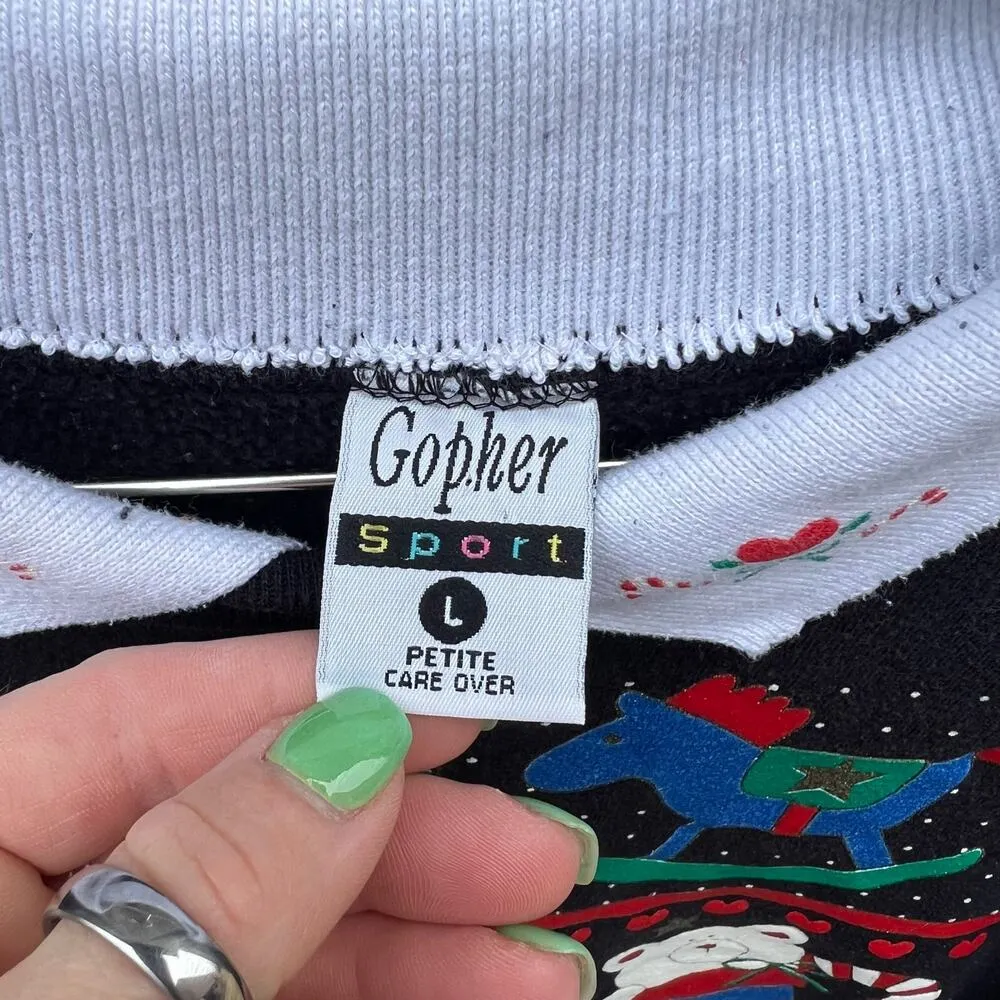 Gopher
Sport
L
PETITE
CARE OVER